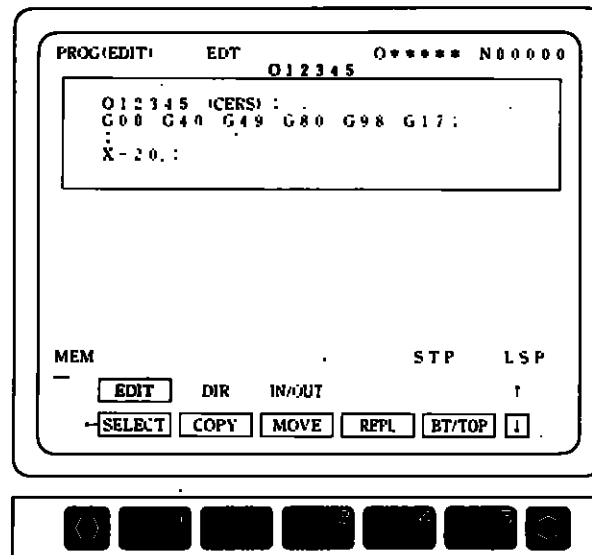 PROG(EDIT) EDT O***** N00000
O12345
O12345 (CERS) ;
G00 G40 G49 G80 G98 G17 ;
:
X-20. ;
MEM STP LSP
EDIT DIR IN/OUT ↑
SELECT COPY MOVE REPL BT/TOP ↓